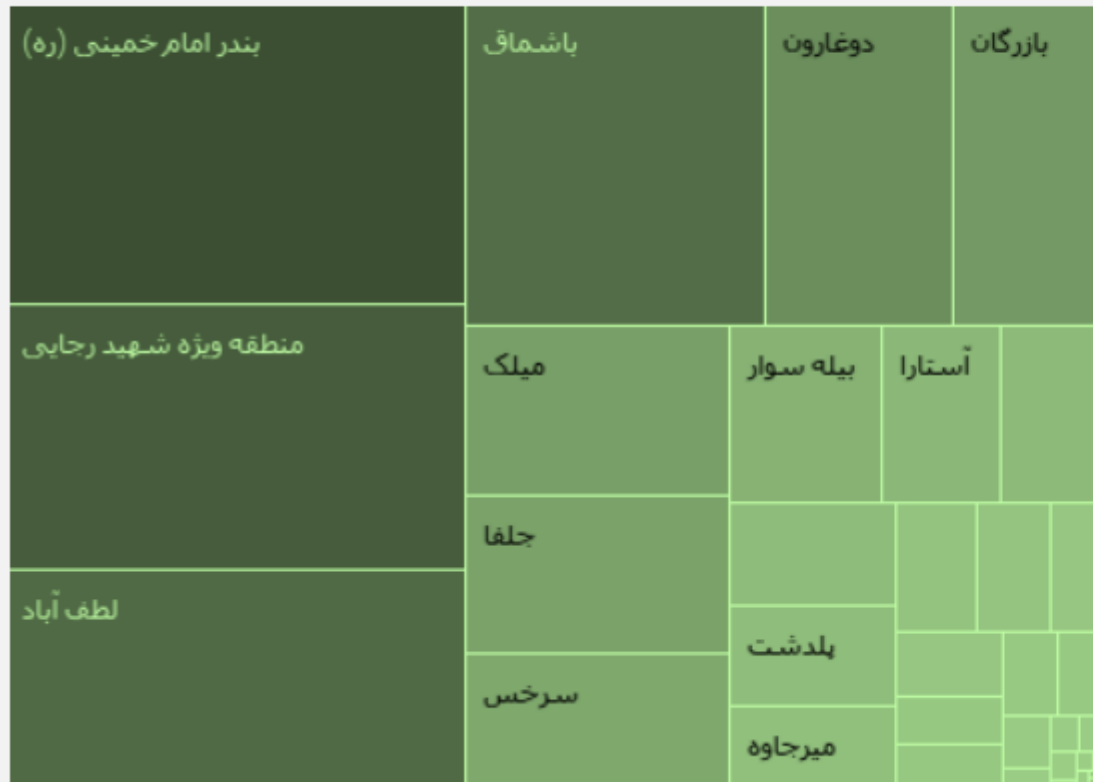 بندر امام خمینی (ره)
باشماق
دوغارون
بازرگان
منطقه ویژه شهید رجایی
میلک
بیله سوار
آستارا
جلفا
لطف آباد
پلدشت
سرخس
میرجاوه